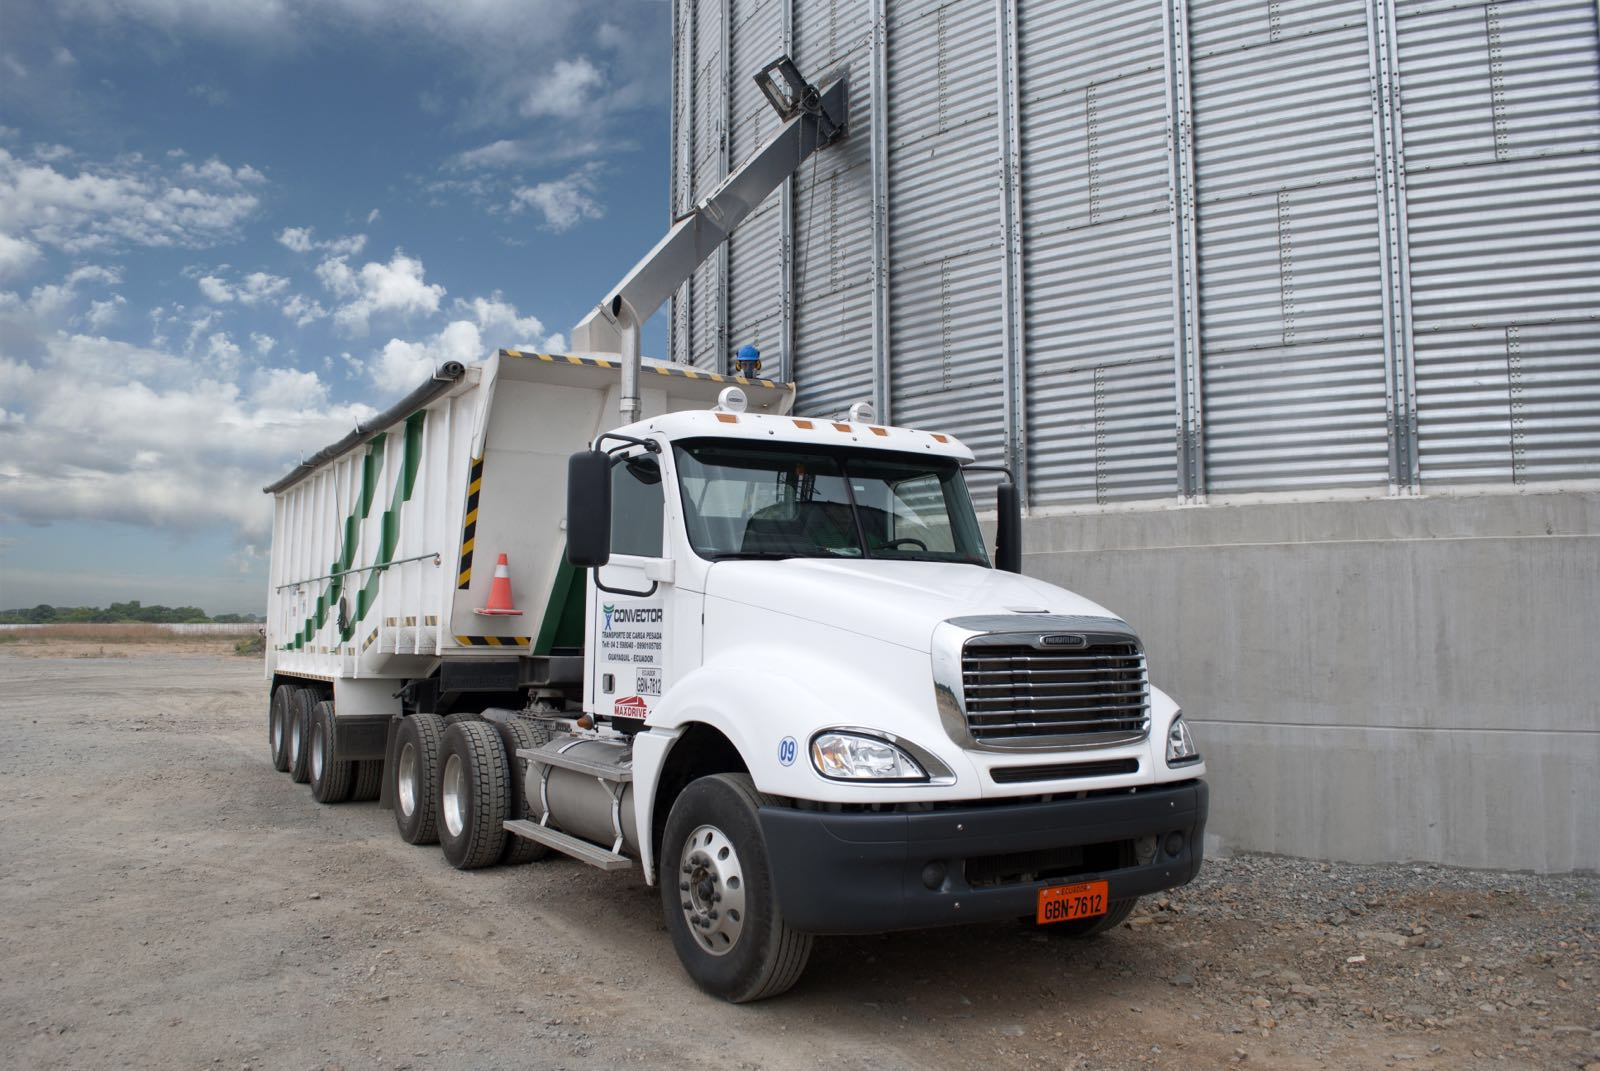 CONVECTOR
TRANSPORTE DE CARGA PESADA
GUAYAQUIL - ECUADOR
ECUADOR
GBN-7612
MAXDRIVE
09
FREIGHTLINER
ECUADOR
GBN-7612